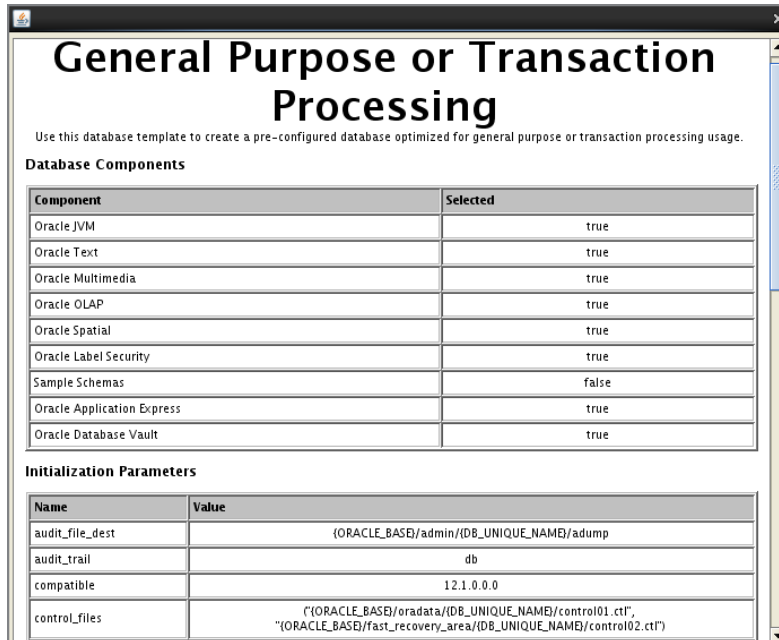 General Purpose or Transaction
Processing
Use this database template to create a pre-configured database optimized for general purpose or transaction processing usage.
Database Components
Component Selected
Oracle JVM true
Oracle Text true
Oracle Multimedia true
Oracle OLAP true
Oracle Spatial true
Oracle Label Security true
Sample Schemas false
Oracle Application Express true
Oracle Database Vault true
Initialization Parameters
Name Value
audit_file_dest {ORACLE_BASE}/admin/{DB_UNIQUE_NAME}/adump
audit_trail db
compatible 12.1.0.0.0
control_files ("{ORACLE_BASE}/oradata/{DB_UNIQUE_NAME}/control01.ctl",
"{ORACLE_BASE}/fast_recovery_area/{DB_UNIQUE_NAME}/control02.ctl")